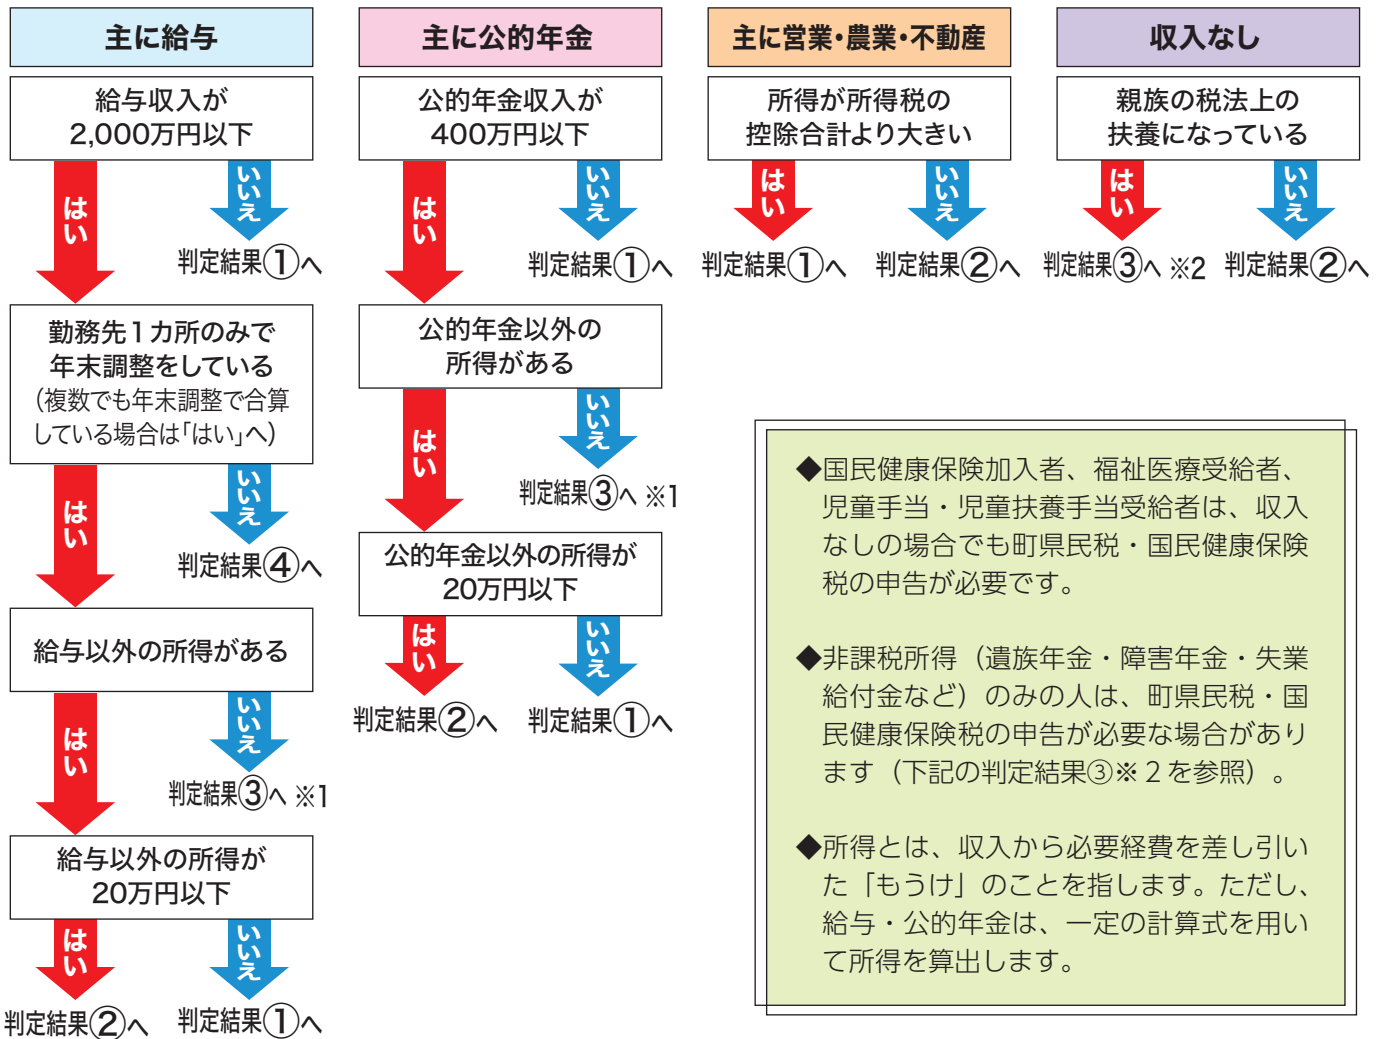 主に給与
給与収入が
2,000万円以下
はい
いいえ
判定結果①へ
勤務先1カ所のみで
年末調整をしている
(複数でも年末調整で合算
している場合は「はい」へ)
はい
いいえ
判定結果④へ
給与以外の所得がある
はい
いいえ
判定結果③へ ※1
給与以外の所得が
20万円以下
はい
いいえ
判定結果②へ
判定結果①へ
主に公的年金
公的年金収入が
400万円以下
はい
いいえ
判定結果①へ
公的年金以外の
所得がある
はい
いいえ
判定結果③へ ※1
公的年金以外の所得が
20万円以下
はい
いいえ
判定結果②へ
判定結果①へ
主に営業・農業・不動産
所得が所得税の
控除合計より大きい
はい
いいえ
判定結果①へ
判定結果②へ
収入なし
親族の税法上の
扶養になっている
はい
いいえ
判定結果③へ ※2
判定結果②へ
◆国民健康保険加入者、福祉医療受給者、
児童手当・児童扶養手当受給者は、収入
なしの場合でも町県民税・国民健康保険
税の申告が必要です。
◆非課税所得（遺族年金・障害年金・失業
給付金など）のみの人は、町県民税・国
民健康保険税の申告が必要な場合があり
ます（下記の判定結果③※２を参照）。
◆所得とは、収入から必要経費を差し引い
た「もうけ」のことを指します。ただし、
給与・公的年金は、一定の計算式を用い
て所得を算出します。